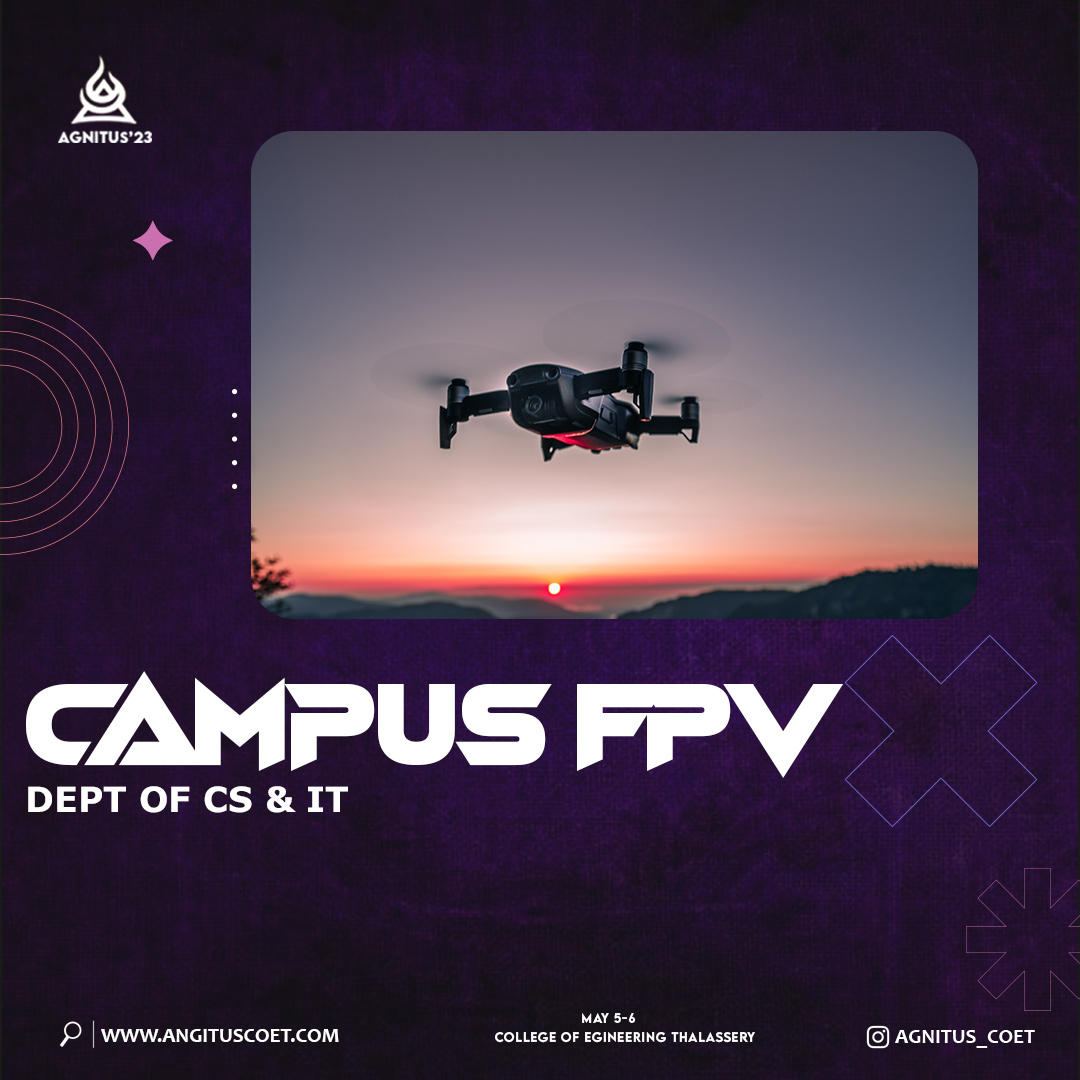 AGNITUS'23
CAMPUS FPV
DEPT OF CS & IT
WWW.ANGITUSCOET.COM
MAY 5-6
COLLEGE OF EGINEERING THALASSERY
AGNITUS_COET